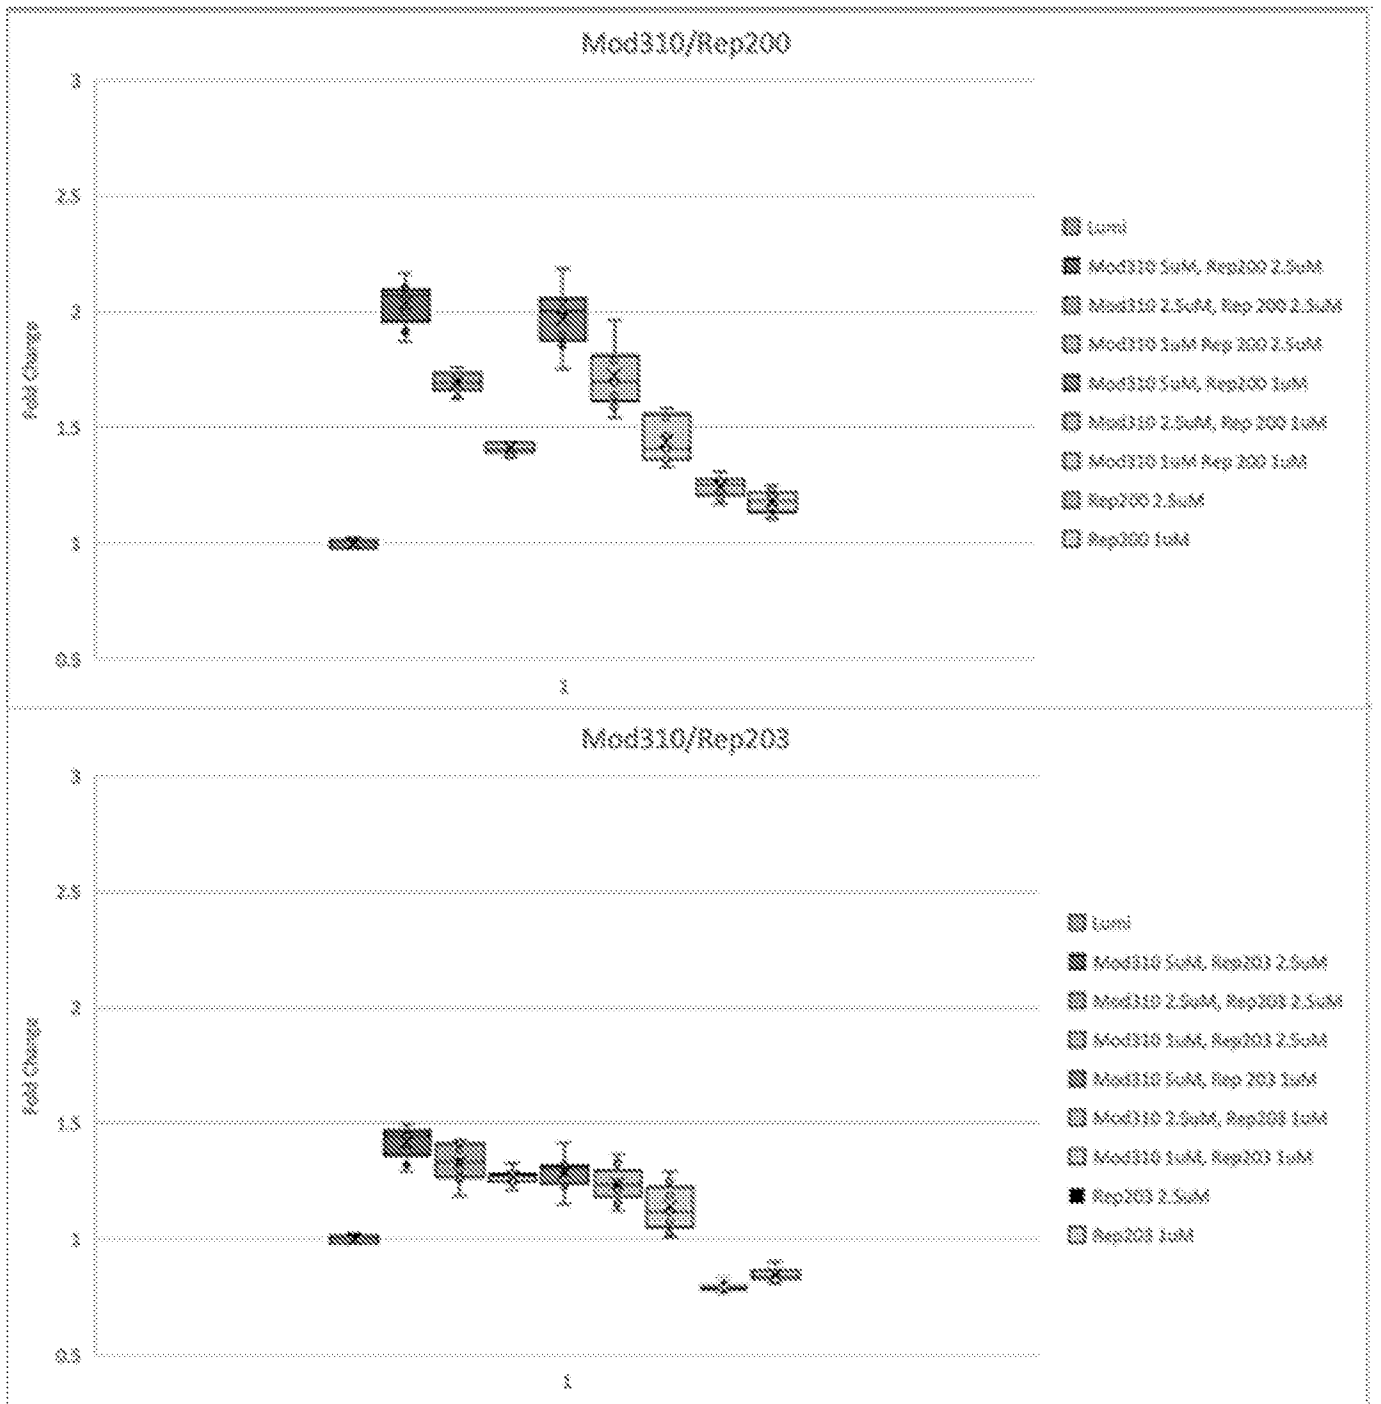 Mod310/Rep200
3
2.5
2
1.5
1
0.5
Fold Change
1
Lumi
Mod310 5uM, Rep200 2.5uM
Mod310 2.5uM, Rep 200 2.5uM
Mod310 1uM Rep 200 2.5uM
Mod310 5uM, Rep200 1uM
Mod310 2.5uM, Rep 200 1uM
Mod310 1uM Rep 200 1uM
Rep200 2.5uM
Rep200 1uM
Mod310/Rep203
3
2.5
2
1.5
1
0.5
Fold Change
1
Lumi
Mod310 5uM, Rep203 2.5uM
Mod310 2.5uM, Rep203 2.5uM
Mod310 1uM, Rep203 2.5uM
Mod310 5uM, Rep 203 1uM
Mod310 2.5uM, Rep203 1uM
Mod310 1uM, Rep203 1uM
Rep203 2.5uM
Rep203 1uM